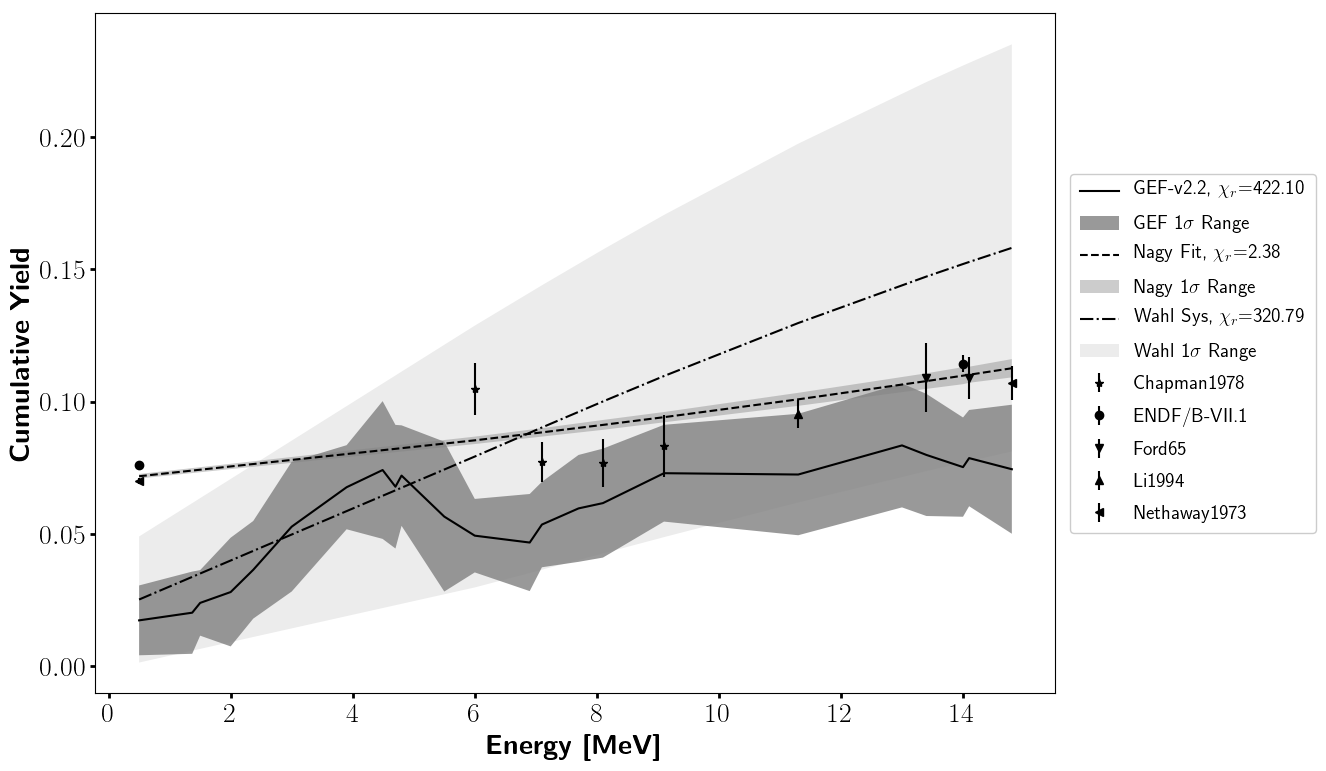 Cumulative Yield
0.20
0.15
0.10
0.05
0.00
0 2 4 6 8 10 12 14
Energy [MeV]
GEF-v2.2, χr=422.10
GEF 1σ Range
Nagy Fit, χr=2.38
Nagy 1σ Range
Wahl Sys, χr=320.79
Wahl 1σ Range
Chapman1978
ENDF/B-VII.1
Ford65
Li1994
Nethaway1973